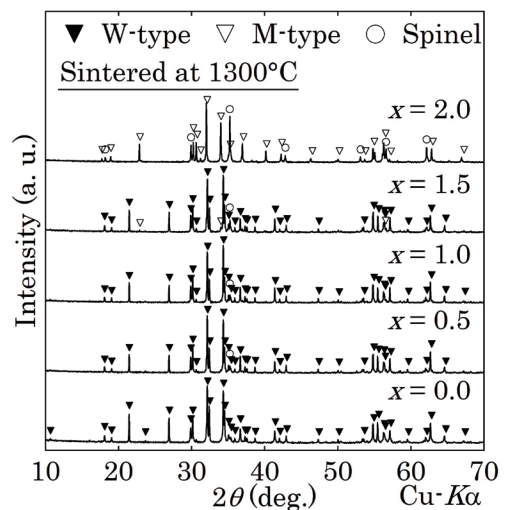 ▼ W-type ▽ M-type ○ Spinel
Sintered at 1300°C
x = 2.0
x = 1.5
x = 1.0
x = 0.5
x = 0.0
Intensity (a. u.)
10 20 30 40 50 60 70
2θ (deg.) Cu-Kα